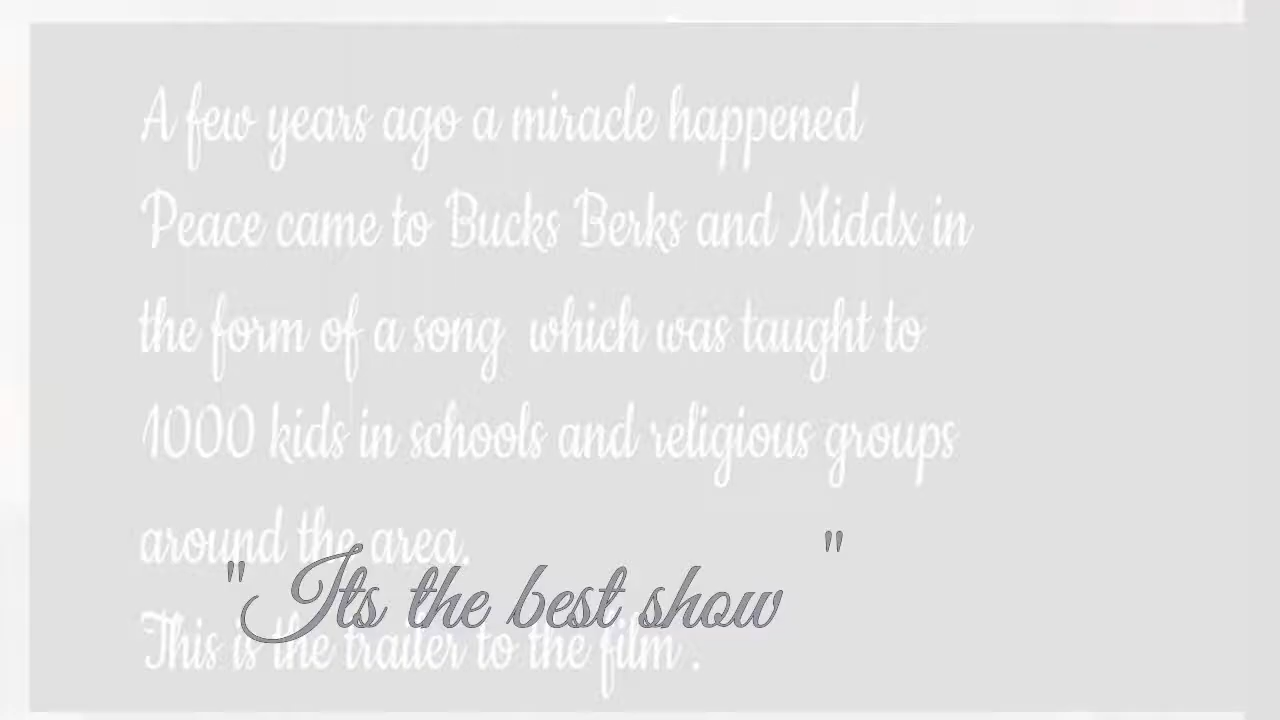 A few years ago a miracle happened
Peace came to Bucks Berks and Middx in
the form of a song which was taught to
1000 kids in schools and religious groups
around the area.
" Its the best show "
This is the trailer to the film .